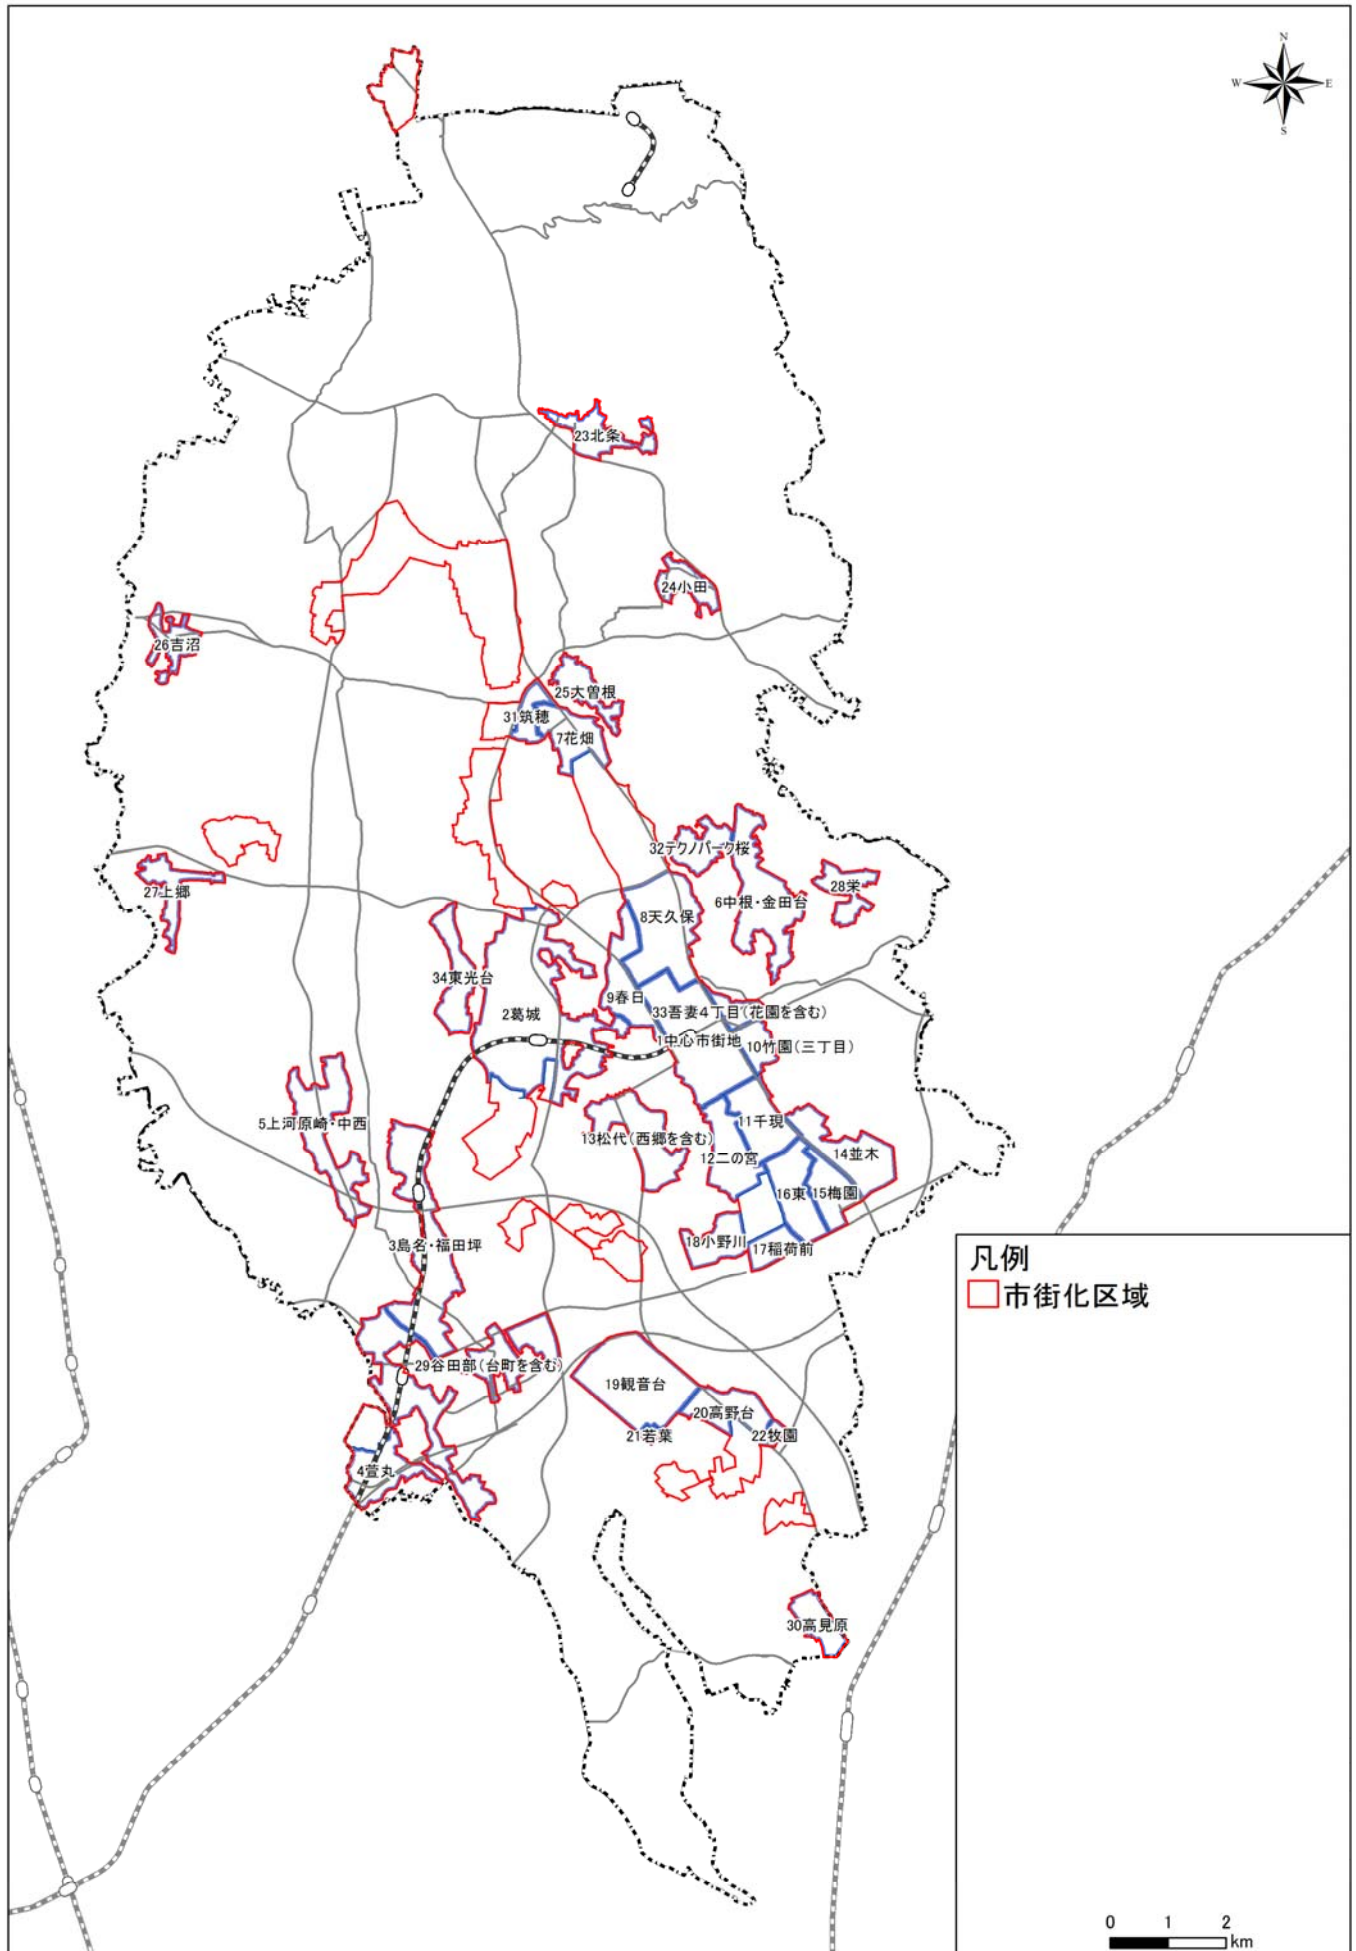 N
W E
S
23北条
24小田
26吉沼
25大曽根
31筑穂
7花畑
32テクノパーク桜
27上郷
28栄
6中根・金田台
8天久保
34東光台
9春日
2葛城
33吾妻4丁目(花園を含む)
1中心市街地
10竹園(三丁目)
5上河原崎・中西
11千現
13松代(西郷を含む)
14並木
12二の宮
16東
15梅園
18小野川
17稲荷前
3島名・福田坪
凡例
市街化区域
29谷田部(台町を含む)
19観音台
20高野台
21若葉
22牧園
4萱丸
30高見原
0 1 2
km